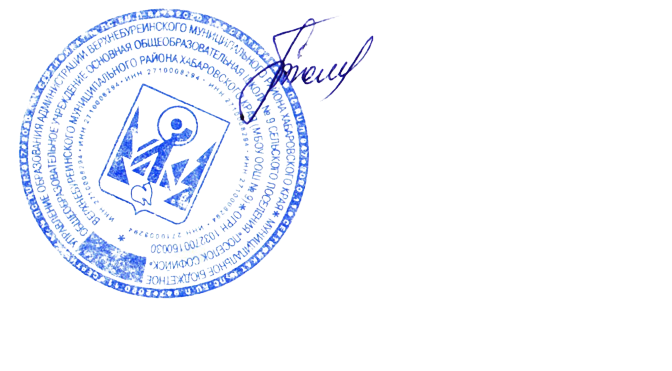 УПРАВЛЕНИЕ ОБРАЗОВАНИЯ АДМИНИСТРАЦИИ ВЕРХНЕБУРЕИНСКОГО МУНИЦИПАЛЬНОГО РАЙОНА ХАБАРОВСКОГО КРАЯ * МУНИЦИПАЛЬНОЕ БЮДЖЕТНОЕ
ОБЩЕОБРАЗОВАТЕЛЬНОЕ УЧРЕЖДЕНИЕ ОСНОВНАЯ ОБЩЕОБРАЗОВАТЕЛЬНАЯ ШКОЛА № 9 СЕЛЬСКОГО ПОСЕЛЕНИЯ "ПОСЕЛОК СОФИЙСК"
ВЕРХНЕБУРЕИНСКОГО МУНИЦИПАЛЬНОГО РАЙОНА ХАБАРОВСКОГО КРАЯ (МБОУ ООШ № 9) * ОГРН 1032700160030
* ИНН 2710008294 * ИНН 2710008294 * ИНН 2710008294 * ИНН 2710008294 * ИНН 2710008294